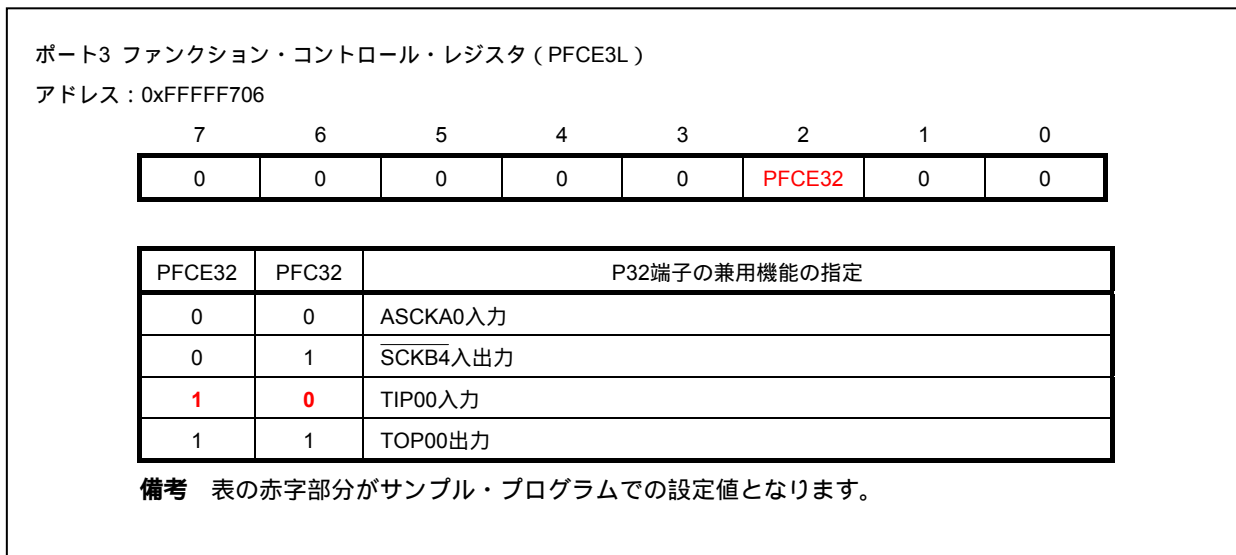 ポート3 ファンクション・コントロール・レジスタ（PFCE3L）
アドレス：0xFFFFF706
7 6 5 4 3 2 1 0
0 0 0 0 0 PFCE32 0 0
PFCE32 PFC32 P32端子の兼用機能の指定
0 0 ASCKA0入力
0 1 SCKB4入出力
1 0 TIP00入力
1 1 TOP00出力
備考 表の赤字部分がサンプル・プログラムでの設定値となります。